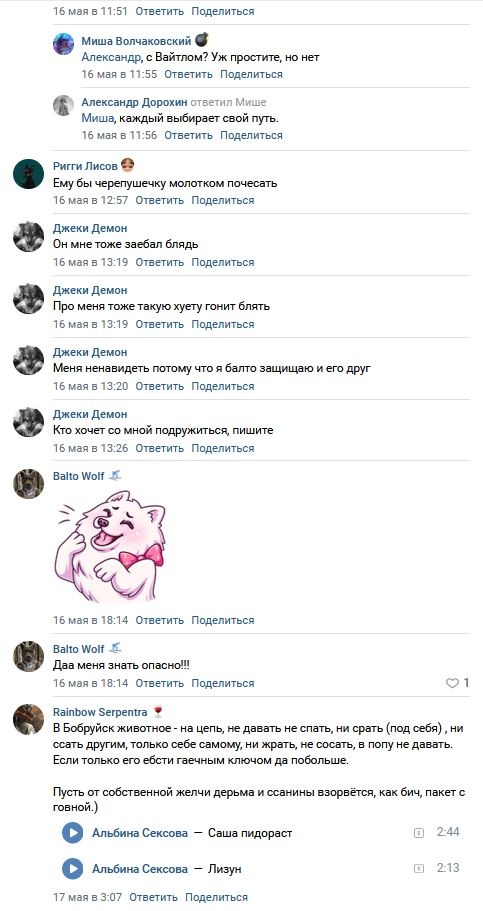 16 мая в 11:51 Ответить Поделиться
Миша Волчаковский
Александр, с Вайтлом? Уж простите, но нет
16 мая в 11:55 Ответить Поделиться
Александр Дорохин ответил Мише
Миша, каждый выбирает свой путь.
16 мая в 11:56 Ответить Поделиться
Ригги Лисов
Ему бы черепушечку молотком почесать
16 мая в 12:57 Ответить Поделиться
Джеки Демон
Он мне тоже заебал блядь
16 мая в 13:19 Ответить Поделиться
Джеки Демон
Про меня тоже такую хуету гонит блять
16 мая в 13:19 Ответить Поделиться
Джеки Демон
Меня ненавидеть потому что я балто защищаю и его друг
16 мая в 13:20 Ответить Поделиться
Джеки Демон
Кто хочет со мной подружиться, пишите
16 мая в 13:26 Ответить Поделиться
Balto Wolf
16 мая в 18:14 Ответить Поделиться
Balto Wolf
Даа меня знать опасно!!!
16 мая в 18:14 Ответить Поделиться 1
Rainbow Serpentra
В Бобруйск животное - на цепь, не давать не спать, ни срать (под себя) , ни
ссать другим, только себе самому, ни жрать, не сосать, в попу не давать.
Если только его ебсти гаечным ключом да побольше.
Пусть от собственной желчи дерьма и ссанины взорвётся, как бич, пакет с
говной.)
Альбина Сексова — Саша пидораст E 2:44
Альбина Сексова — Лизун E 2:13
17 мая в 3:07 Ответить Поделиться